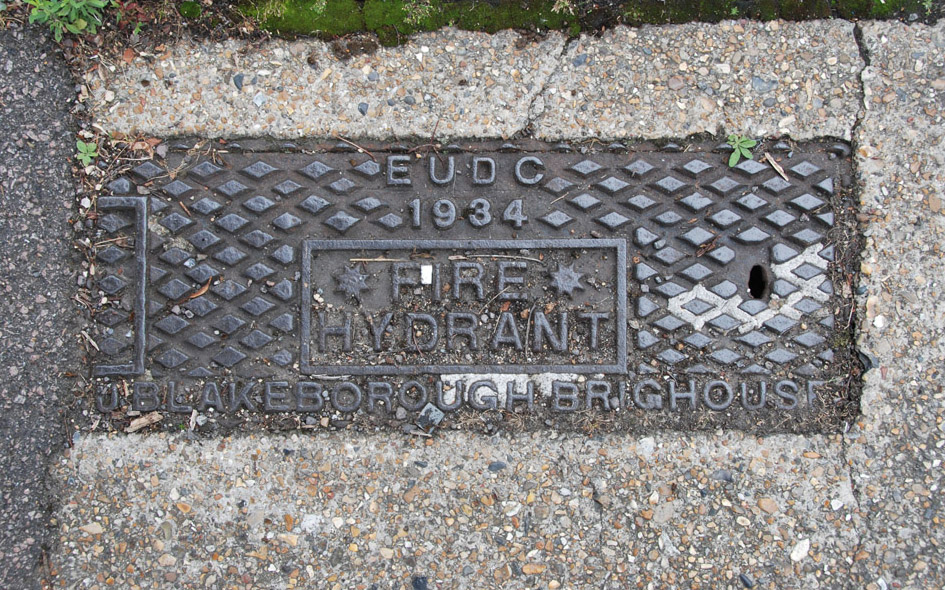 EUDC
1934
FIRE
HYDRANT
J. BLAKEBOROUGH BRIGHOUSE